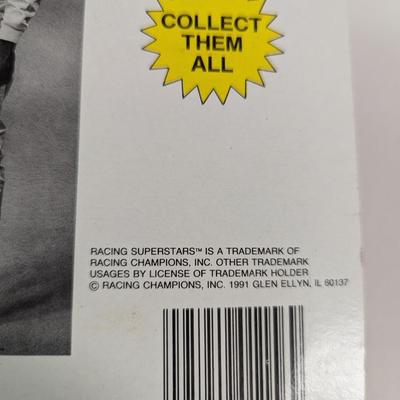 COLLECT
THEM
ALL
RACING SUPERSTARS™ IS A TRADEMARK OF
RACING CHAMPIONS, INC. OTHER TRADEMARK
USAGES BY LICENSE OF TRADEMARK HOLDER
© RACING CHAMPIONS, INC. 1991 GLEN ELLYN, IL 60137